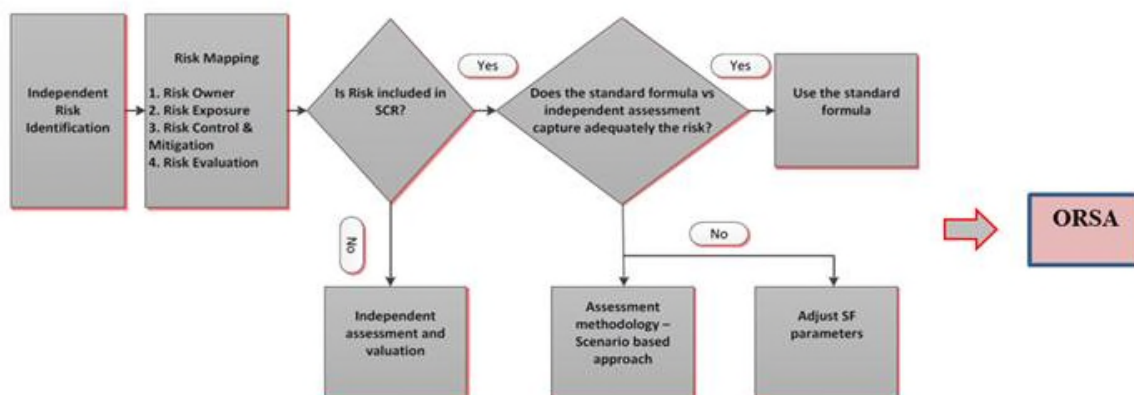 Independent
Risk
Identification
Risk Mapping
1. Risk Owner
2. Risk Exposure
3. Risk Control &
Mitigation
4. Risk Evaluation
Is Risk included in
SCR?
Yes
Does the standard formula vs
independent assessment
capture adequately the risk?
Yes
Use the standard
formula
No
Independent
assessment and
valuation
No
Assessment
methodology –
Scenario based
approach
Adjust SF
parameters
ORSA